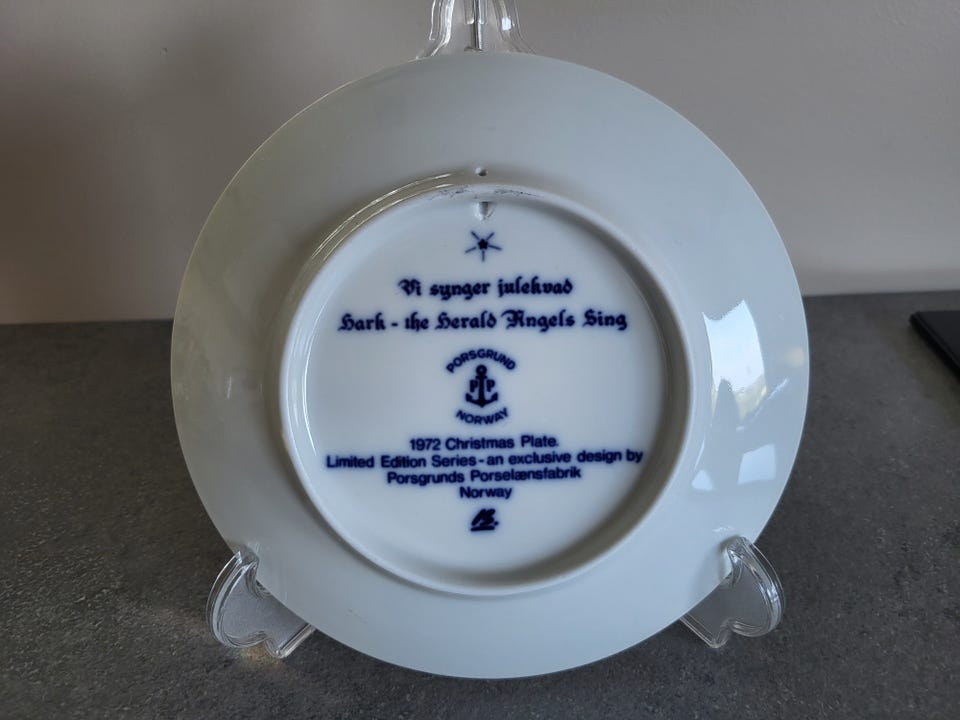 Vi synger julekvad
Hark - the Herald Angels Sing
PORSGRUND
PP
NORWAY
1972 Christmas Plate.
Limited Edition Series - an exclusive design by
Porsgrunds Porselænsfabrik
Norway